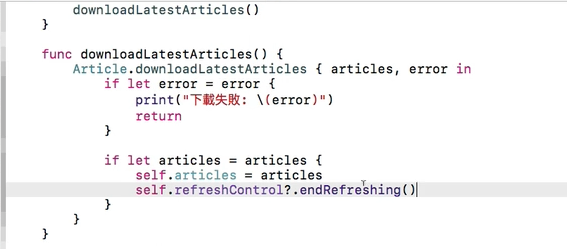 downloadLatestArticles()
}
func downloadLatestArticles() {
Article.downloadLatestArticles { articles, error in
if let error = error {
print("下載失敗: \(error)")
return
}
if let articles = articles {
self.articles = articles
self.refreshControl?.endRefreshing()
}
}
}